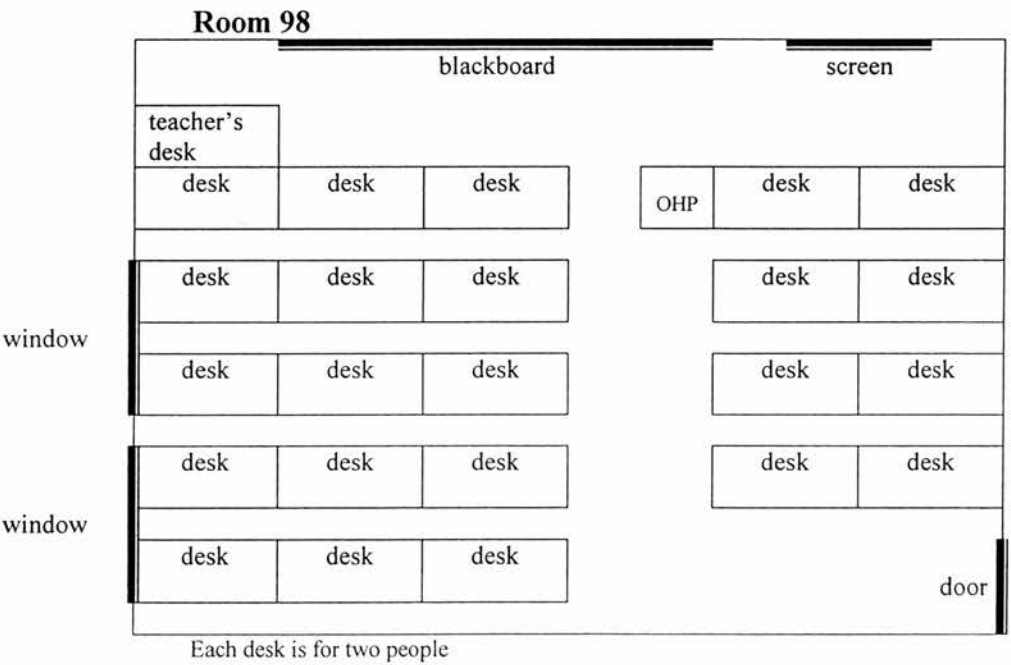 Room 98
blackboard screen
teacher's
desk
desk desk desk desk desk
OHP
desk desk desk desk desk
window
desk desk desk desk desk
desk desk desk desk desk
window
desk desk desk
door
Each desk is for two people